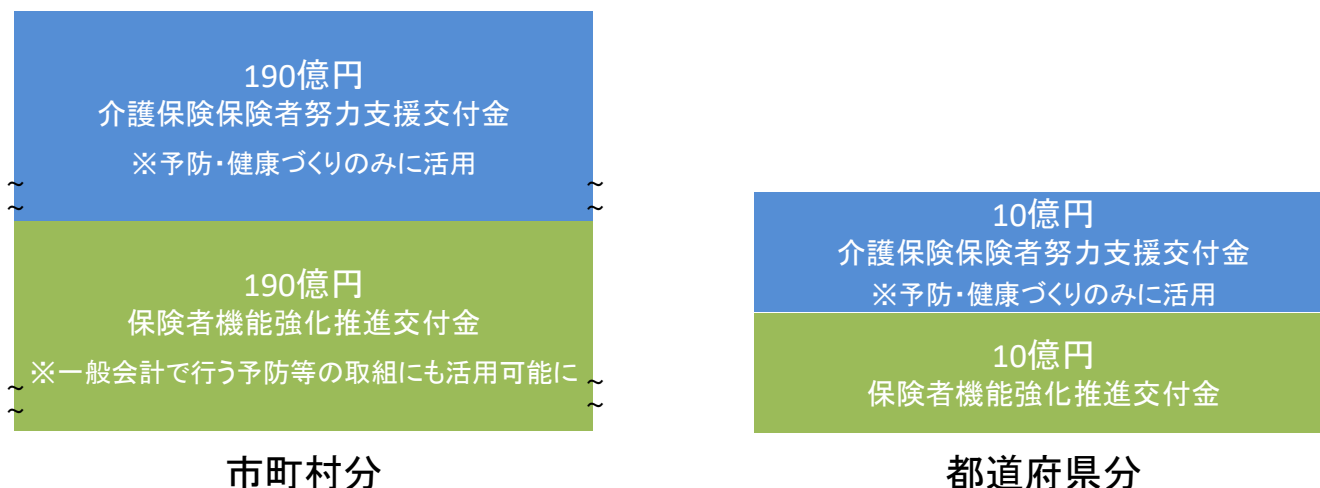 190億円
介護保険保険者努力支援交付金
※予防・健康づくりのみに活用
~ ~
~ ~
190億円
保険者機能強化推進交付金
※一般会計で行う予防等の取組にも活用可能に
~ ~
~ ~
市町村分
10億円
介護保険保険者努力支援交付金
※予防・健康づくりのみに活用
10億円
保険者機能強化推進交付金
都道府県分